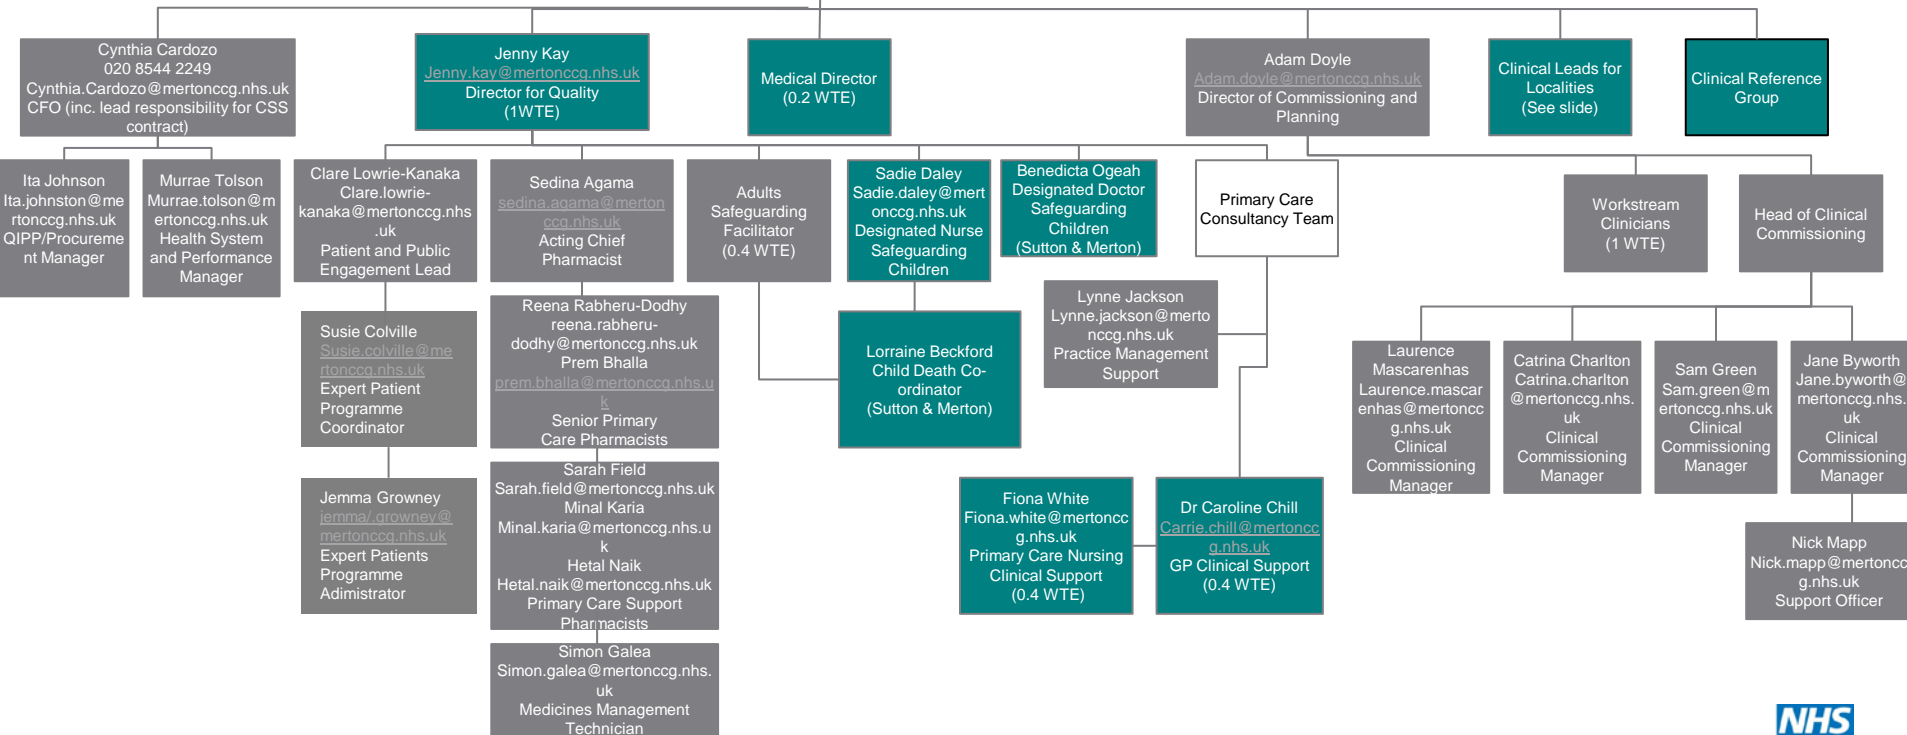 Cynthia Cardozo
020 8544 2249
Cynthia.Cardozo@mertonccg.nhs.uk
CFO (inc. lead responsibility for CSS
contract)
Jenny Kay
Jenny.kay@mertonccg.nhs.uk
Director for Quality
(1WTE)
Medical Director
(0.2 WTE)
Adam Doyle
Adam.doyle@mertonccg.nhs.uk
Director of Commissioning and
Planning
Clinical Leads for
Localities
(See slide)
Clinical Reference
Group
Ita Johnson
Ita.johnston@me
rtonccg.nhs.uk
QIPP/Procureme
nt Manager
Murrae Tolson
Murrae.tolson@m
ertonccg.nhs.uk
Health System
and Performance
Manager
Clare Lowrie-Kanaka
Clare.lowrie-
kanaka@mertonccg.nhs
.uk
Patient and Public
Engagement Lead
Sedina Agama
sedina.agama@merton
ccg.nhs.uk
Acting Chief
Pharmacist
Adults
Safeguarding
Facilitator
(0.4 WTE)
Sadie Daley
Sadie.daley@mert
onccg.nhs.uk
Designated Nurse
Safeguarding
Children
Benedicta Ogeah
Designated Doctor
Safeguarding
Children
(Sutton & Merton)
Primary Care
Consultancy Team
Workstream
Clinicians
(1 WTE)
Head of Clinical
Commissioning
Susie Colville
Susie.colville@me
rtonccg.nhs.uk
Expert Patient
Programme
Coordinator
Reena Rabheru-Dodhy
reena.rabheru-
dodhy@mertonccg.nhs.uk
Prem Bhalla
prem.bhalla@mertonccg.nhs.u
k
Senior Primary
Care Pharmacists
Lorraine Beckford
Child Death Co-
ordinator
(Sutton & Merton)
Lynne Jackson
Lynne.jackson@merto
nccg.nhs.uk
Practice Management
Support
Laurence
Mascarenhas
Laurence.mascar
enhas@mertoncc
g.nhs.uk
Clinical
Commissioning
Manager
Catrina Charlton
Catrina.charlton
@mertonccg.nhs.
uk
Clinical
Commissioning
Manager
Sam Green
Sam.green@m
ertonccg.nhs.uk
Clinical
Commissioning
Manager
Jane Byworth
Jane.byworth@
mertonccg.nhs.
uk
Clinical
Commissioning
Manager
Jemma Growney
jemma/.growney@
mertonccg.nhs.uk
Expert Patients
Programme
Adimistrator
Sarah Field
Sarah.field@mertonccg.nhs.uk
Minal Karia
Minal.karia@mertonccg.nhs.u
k
Hetal Naik
Hetal.naik@mertonccg.nhs.uk
Primary Care Support
Pharmacists
Fiona White
Fiona.white@mertoncc
g.nhs.uk
Primary Care Nursing
Clinical Support
(0.4 WTE)
Dr Caroline Chill
Carrie.chill@mertoncc
g.nhs.uk
GP Clinical Support
(0.4 WTE)
Nick Mapp
Nick.mapp@mertoncc
g.nhs.uk
Support Officer
Simon Galea
Simon.galea@mertonccg.nhs.
uk
Medicines Management
Technician
NHS